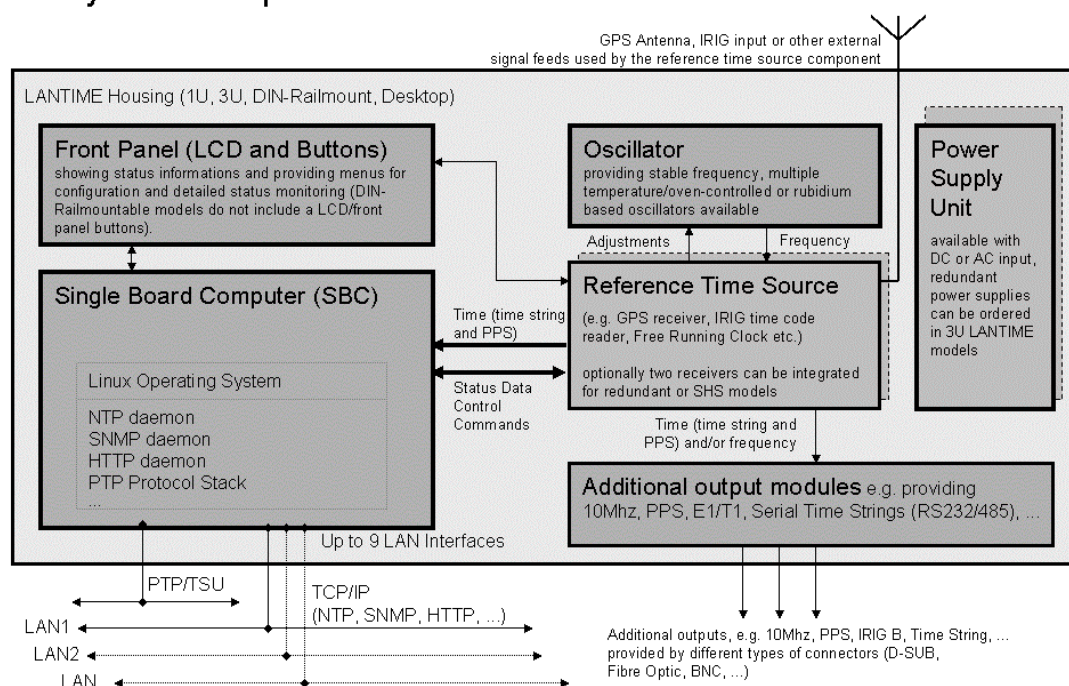 GPS Antenna, IRIG input or other external
signal feeds used by the reference time source component
LANTIME Housing (1U, 3U, DIN-Railmount, Desktop)
Front Panel (LCD and Buttons)
showing status informations and providing menus for
configuration and detailed status monitoring (DIN-
Railmountable models do not include a LCD/front
panel buttons).
Oscillator
providing stable frequency, multiple
temperature/oven-controlled or rubidium
based oscillators available
Power
Supply
Unit
available with
DC or AC input,
redundant
power supplies
can be ordered
in 3U LANTIME
models
Adjustments
Frequency
Single Board Computer (SBC)
Linux Operating System
NTP daemon
SNMP daemon
HTTP daemon
PTP Protocol Stack
...
Time (time string
and PPS)
Status Data
Control
Commands
Reference Time Source
(e.g. GPS receiver, IRIG time code
reader, Free Running Clock etc.)
optionally two receivers can be integrated
for redundant or SHS models
Time (time string and
PPS) and/or frequency
Additional output modules e.g. providing
10Mhz, PPS, E1/T1, Serial Time Strings (RS232/485), ...
Up to 9 LAN Interfaces
PTP/TSU
TCP/IP
(NTP, SNMP, HTTP, ...)
LAN1
LAN2
LAN
Additional outputs, e.g. 10Mhz, PPS, IRIG B, Time String, ...
provided by different types of connectors (D-SUB,
Fibre Optic, BNC, ...)